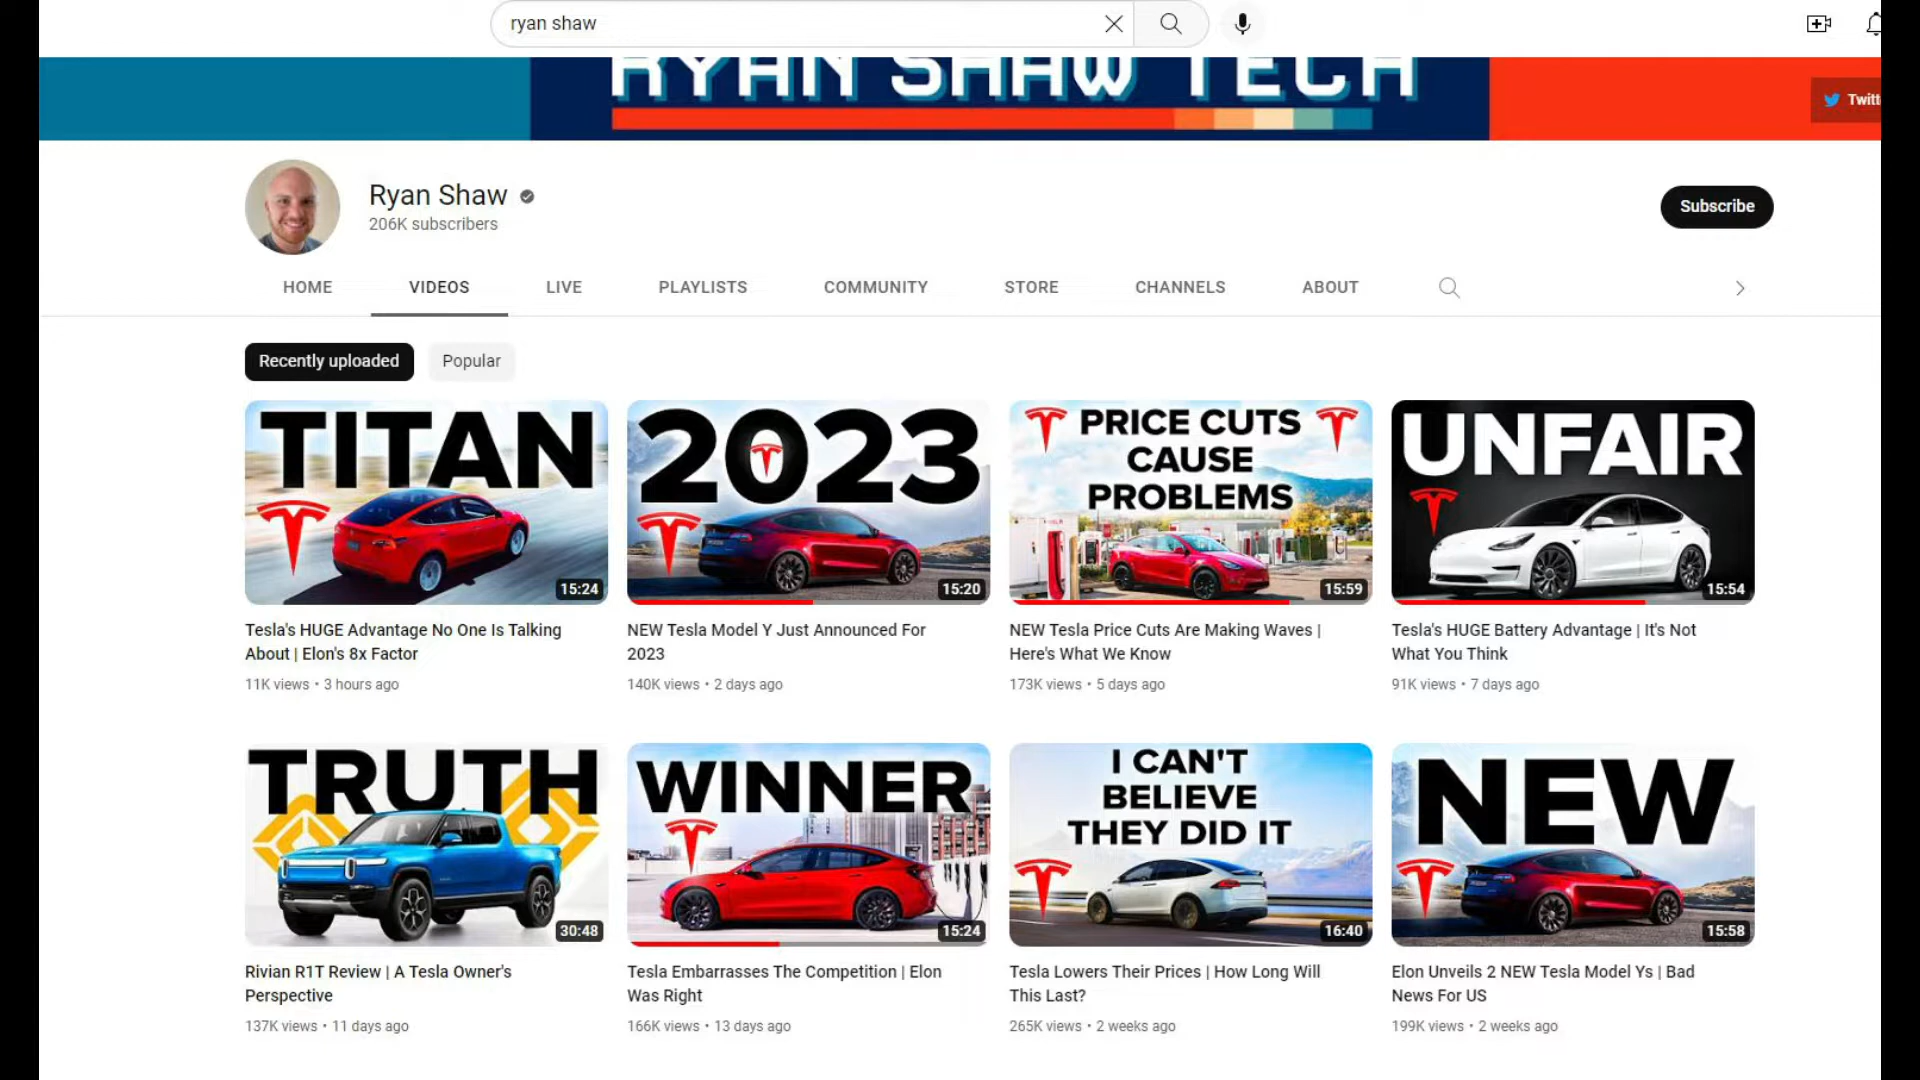 ryan shaw
RYAN SHAW TECH
Ryan Shaw
206K subscribers
Subscribe
HOME
VIDEOS
LIVE
PLAYLISTS
COMMUNITY
STORE
CHANNELS
ABOUT
Recently uploaded
Popular
TITAN
15:24
2023
15:20
PRICE CUTS
CAUSE
PROBLEMS
15:59
UNFAIR
15:54
Tesla's HUGE Advantage No One Is Talking
About | Elon's 8x Factor
11K views • 3 hours ago
NEW Tesla Model Y Just Announced For
2023
140K views • 2 days ago
NEW Tesla Price Cuts Are Making Waves |
Here's What We Know
173K views • 5 days ago
Tesla's HUGE Battery Advantage | It's Not
What You Think
91K views • 7 days ago
TRUTH
30:48
WINNER
15:24
I CAN'T
BELIEVE
THEY DID IT
16:40
NEW
15:58
Rivian R1T Review | A Tesla Owner's
Perspective
137K views • 11 days ago
Tesla Embarrasses The Competition | Elon
Was Right
166K views • 13 days ago
Tesla Lowers Their Prices | How Long Will
This Last?
265K views • 2 weeks ago
Elon Unveils 2 NEW Tesla Model Ys | Bad
News For US
199K views • 2 weeks ago